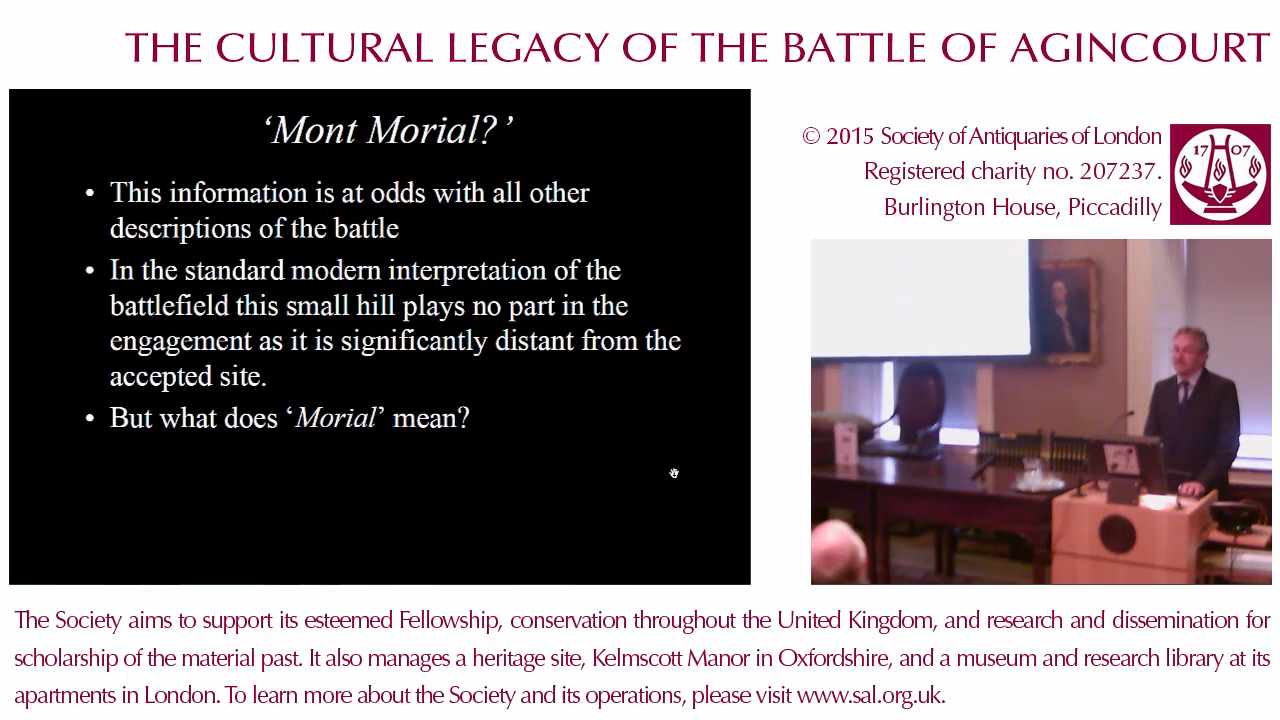 THE CULTURAL LEGACY OF THE BATTLE OF AGINCOURT
‘Mont Morial?’
• This information is at odds with all other
descriptions of the battle
• In the standard modern interpretation of the
battlefield this small hill plays no part in the
engagement as it is significantly distant from the
accepted site.
• But what does ‘Morial’ mean?
© 2015 Society of Antiquaries of London
Registered charity no. 207237.
Burlington House, Piccadilly
17 07
The Society aims to support its esteemed Fellowship, conservation throughout the United Kingdom, and research and dissemination for
scholarship of the material past. It also manages a heritage site, Kelmscott Manor in Oxfordshire, and a museum and research library at its
apartments in London. To learn more about the Society and its operations, please visit www.sal.org.uk.